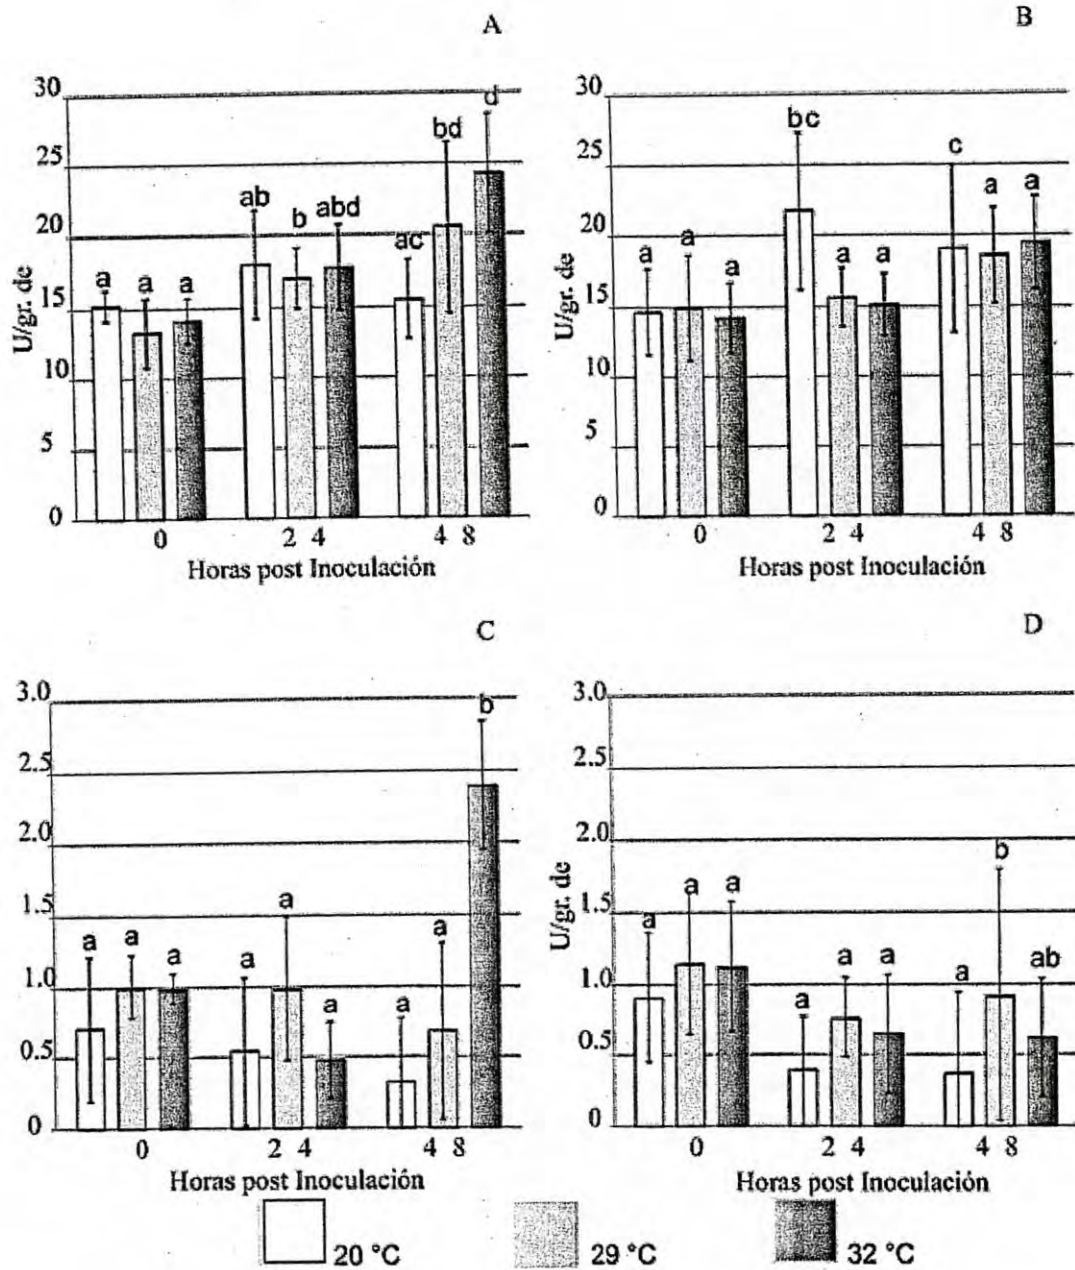 A
30
25
20
15
10
5
0
U/gr. de
a
a
a
ab
b
abd
ac
bd
d
0
2 4
4 8
Horas post Inoculación
B
30
25
20
15
10
5
0
U/gr. de
a
a
a
bc
a
a
c
a
a
0
2 4
4 8
Horas post Inoculación
C
3.0
2.5
2.0
1.5
1.0
0.5
0
a
a
a
a
a
a
a
a
b
0
2 4
4 8
Horas post Inoculación
D
3.0
2.5
2.0
1.5
1.0
0.5
0
U/gr. de
a
a
a
a
a
a
a
b
ab
0
2 4
4 8
Horas post Inoculación
20 °C
29 °C
32 °C